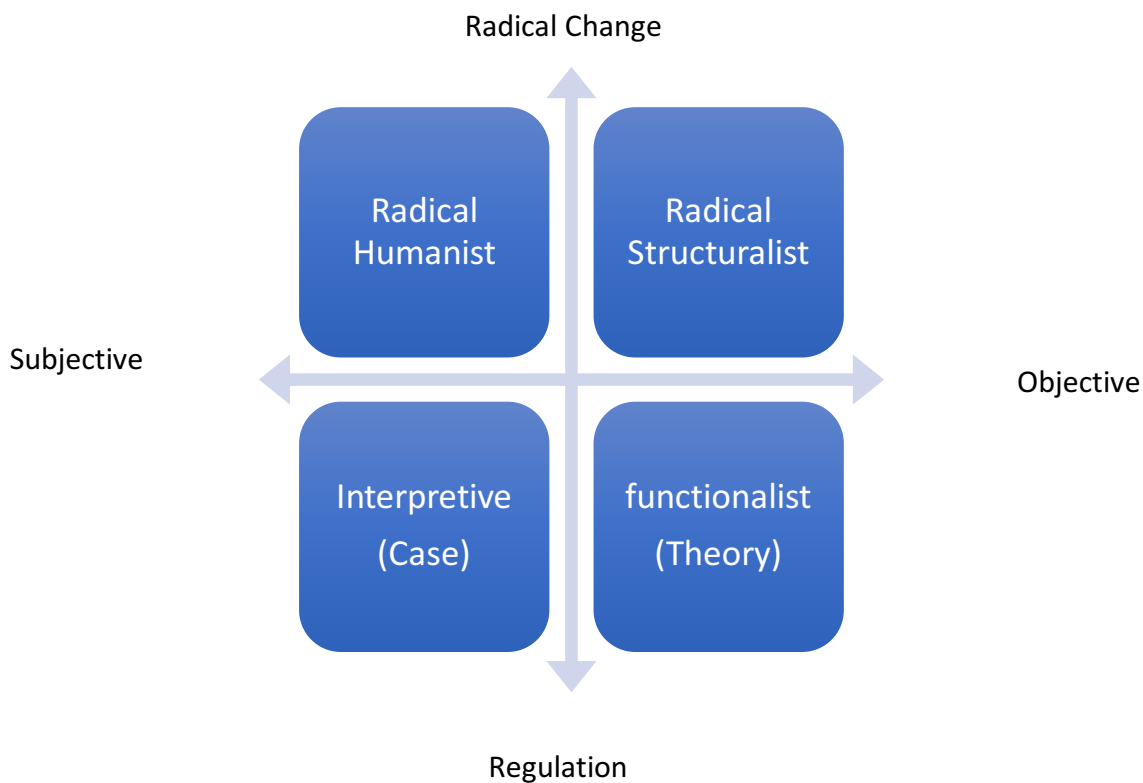 Radical Change
Radical
Humanist
Radical
Structuralist
Subjective
Objective
Interpretive
(Case)
functionalist
(Theory)
Regulation